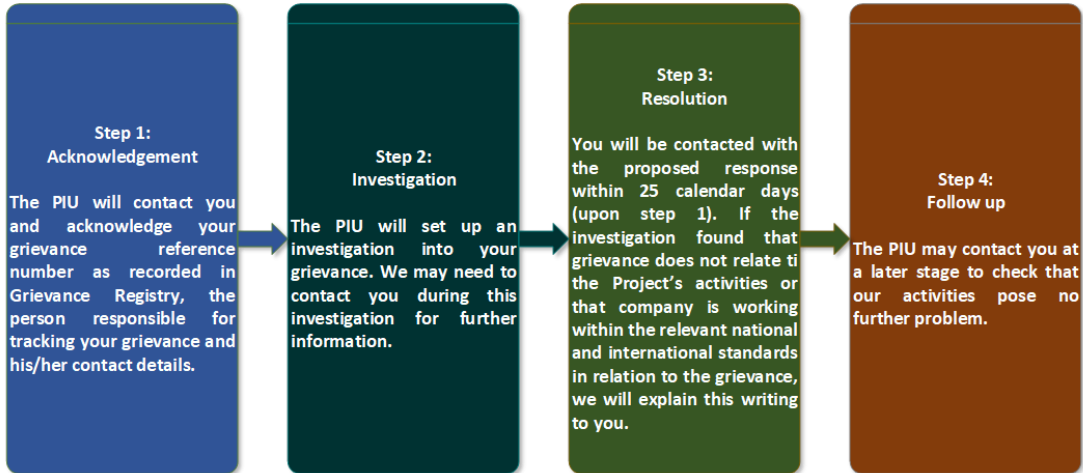 Step 1:
Acknowledgement
The PIU will contact you
and acknowledge your
grievance reference
number as recorded in
Grievance Registry, the
person responsible for
tracking your grievance and
his/her contact details.
Step 2:
Investigation
The PIU will set up an
investigation into your
grievance. We may need to
contact you during this
investigation for further
information.
Step 3:
Resolution
You will be contacted with
the proposed response
within 25 calendar days
(upon step 1). If the
investigation found that
grievance does not relate ti
the Project’s activities or
that company is working
within the relevant national
and international standards
in relation to the grievance,
we will explain this writing
to you.
Step 4:
Follow up
The PIU may contact you at
a later stage to check that
our activities pose no
further problem.